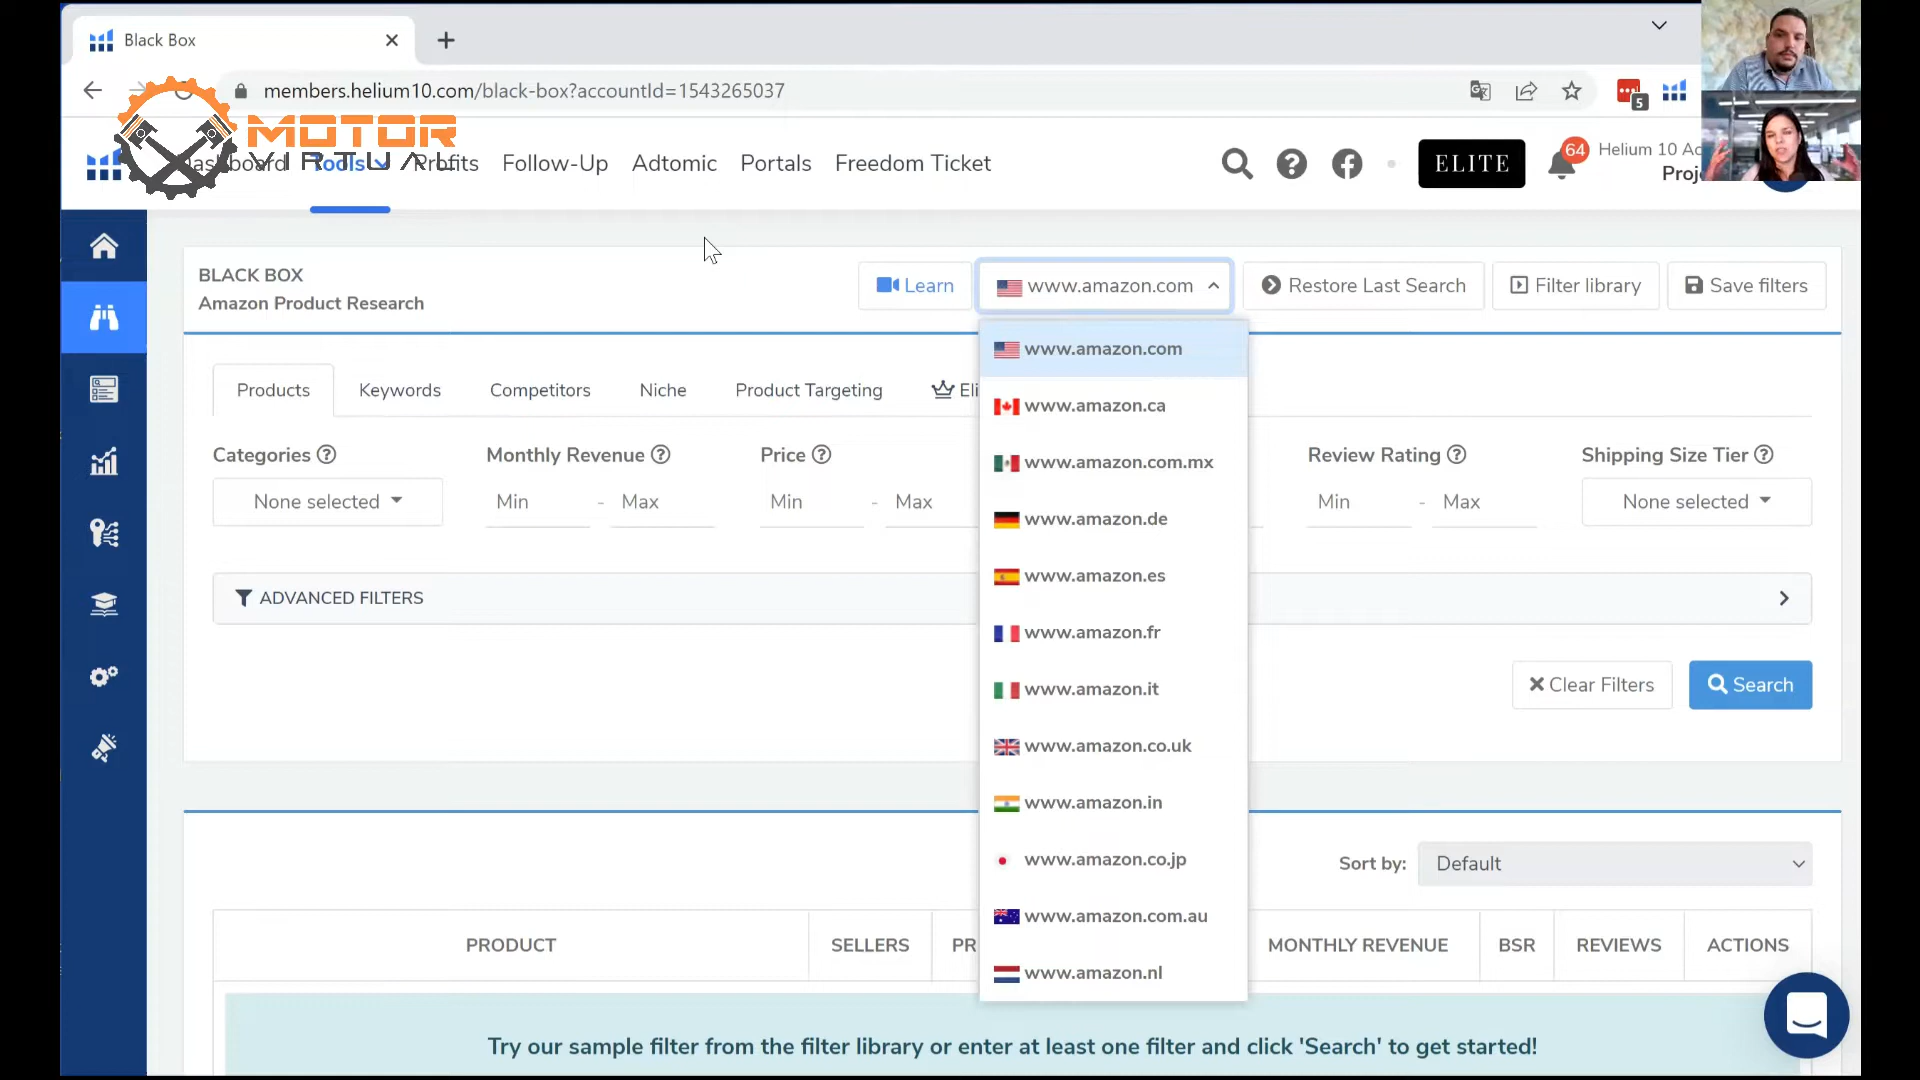 Black Box
members.helium10.com/black-box?accountId=1543265037
5
MOTOR
VIRTUAL
Dashboard Tools Profits Follow-Up Adtomic Portals Freedom Ticket
ELITE
64
Helium 10
BLACK BOX
Amazon Product Research
Learn
www.amazon.com
Restore Last Search
Filter library
Save filters
www.amazon.com
www.amazon.ca
www.amazon.com.mx
www.amazon.de
www.amazon.es
www.amazon.fr
www.amazon.it
www.amazon.co.uk
www.amazon.in
www.amazon.co.jp
www.amazon.com.au
www.amazon.nl
Products Keywords Competitors Niche Product Targeting
Categories Monthly Revenue Price Review Rating Shipping Size Tier
None selected Min - Max Min - Max Min - Max None selected
ADVANCED FILTERS
Clear Filters
Search
Sort by: Default
PRODUCT SELLERS MONTHLY REVENUE BSR REVIEWS ACTIONS
Try our sample filter from the filter library or enter at least one filter and click 'Search' to get started!